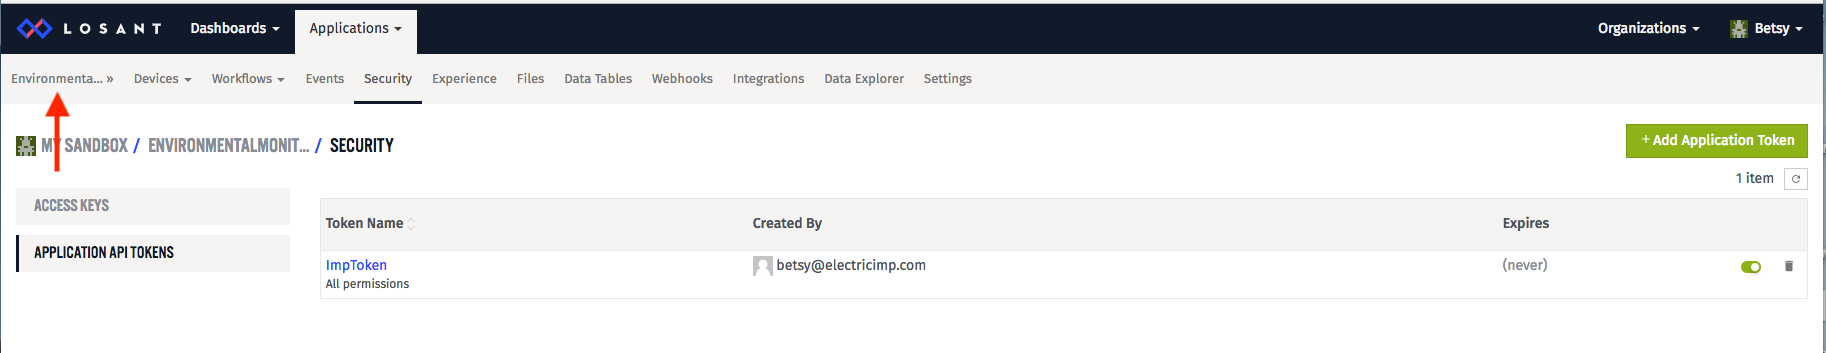 LOSANT Dashboards Applications Organizations Betsy
Environmenta... » Devices Workflows Events Security Experience Files Data Tables Webhooks Integrations Data Explorer Settings
MY SANDBOX / ENVIRONMENTALMONIT... / SECURITY
+ Add Application Token
1 item
ACCESS KEYS
APPLICATION API TOKENS
Token Name Created By Expires
ImpToken betsy@electricimp.com (never)
All permissions